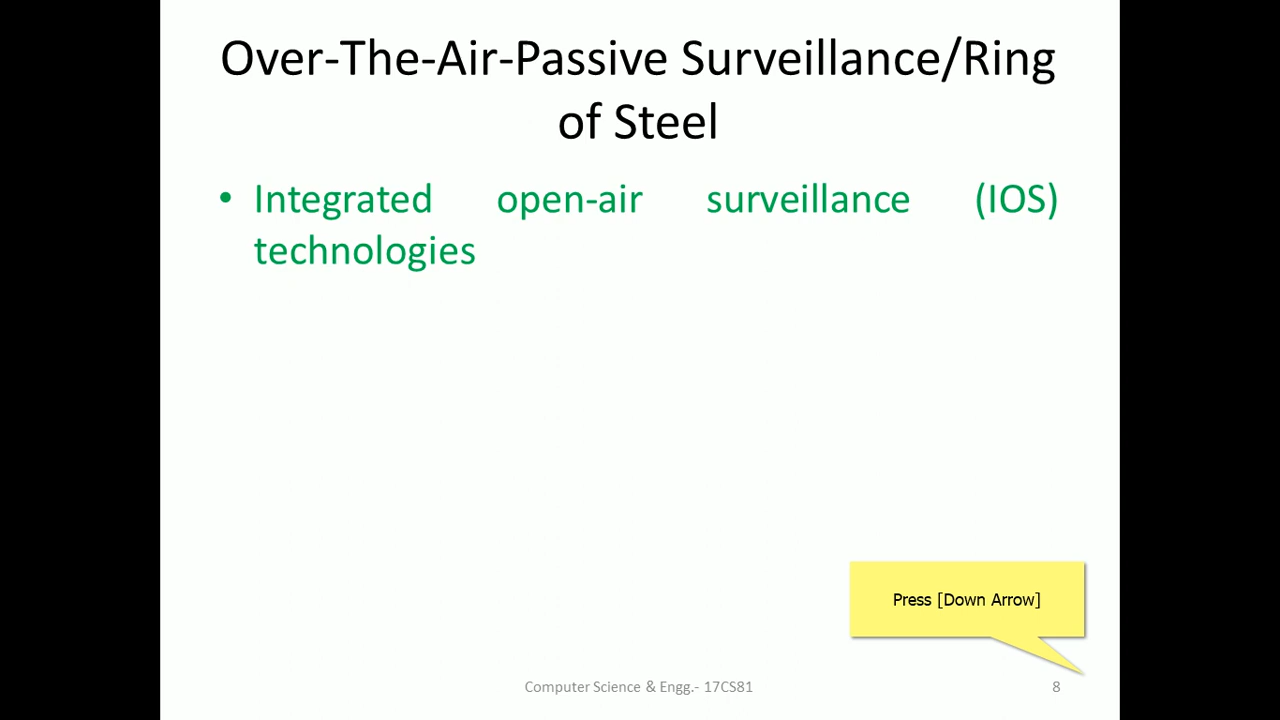 Over-The-Air-Passive Surveillance/Ring
of Steel
• Integrated open-air surveillance (IOS)
technologies
Press [Down Arrow]
Computer Science & Engg.- 17CS81
8